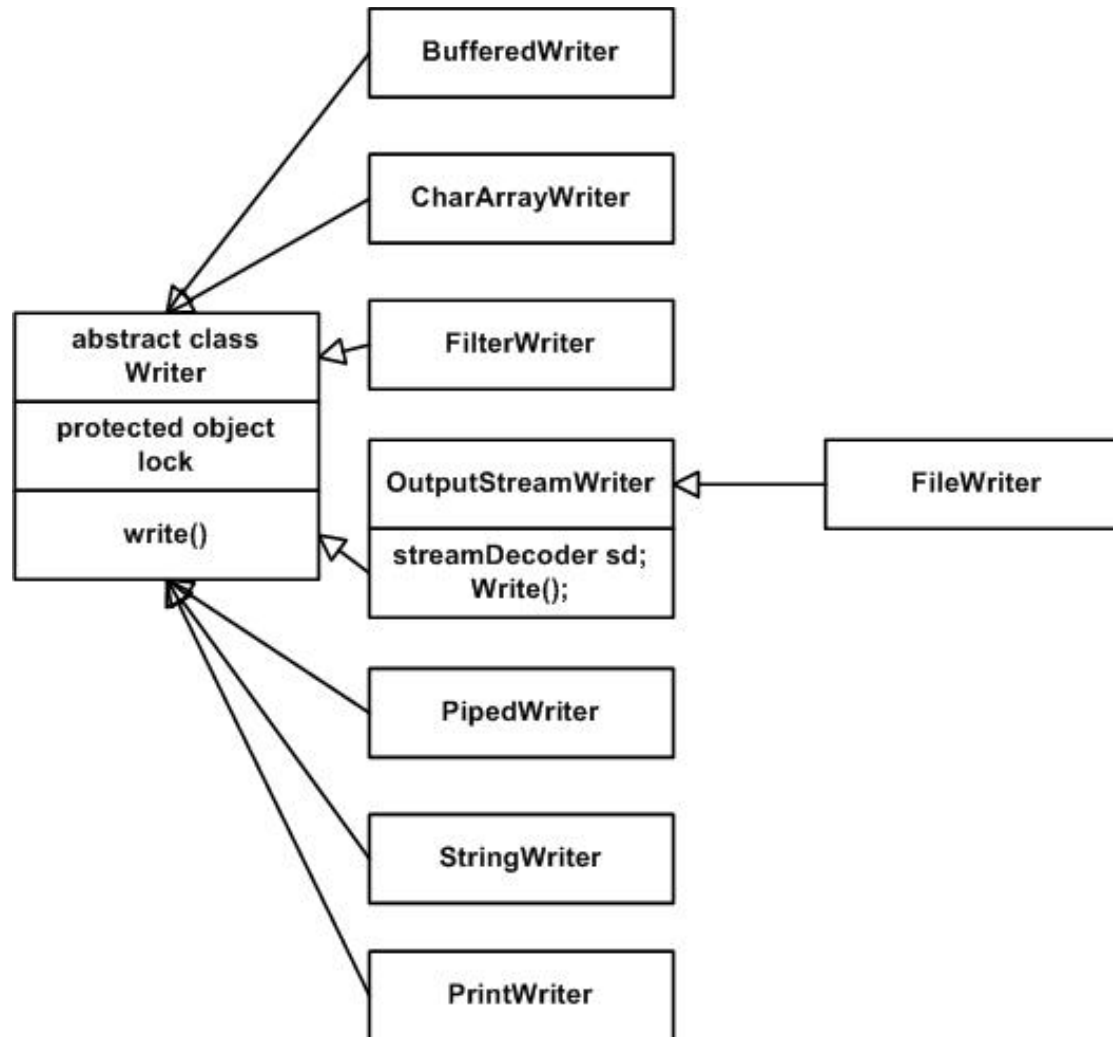 BufferedWriter
CharArrayWriter
abstract class
Writer
protected object
lock
write()
FilterWriter
OutputStreamWriter
streamDecoder sd;
Write();
FileWriter
PipedWriter
StringWriter
PrintWriter